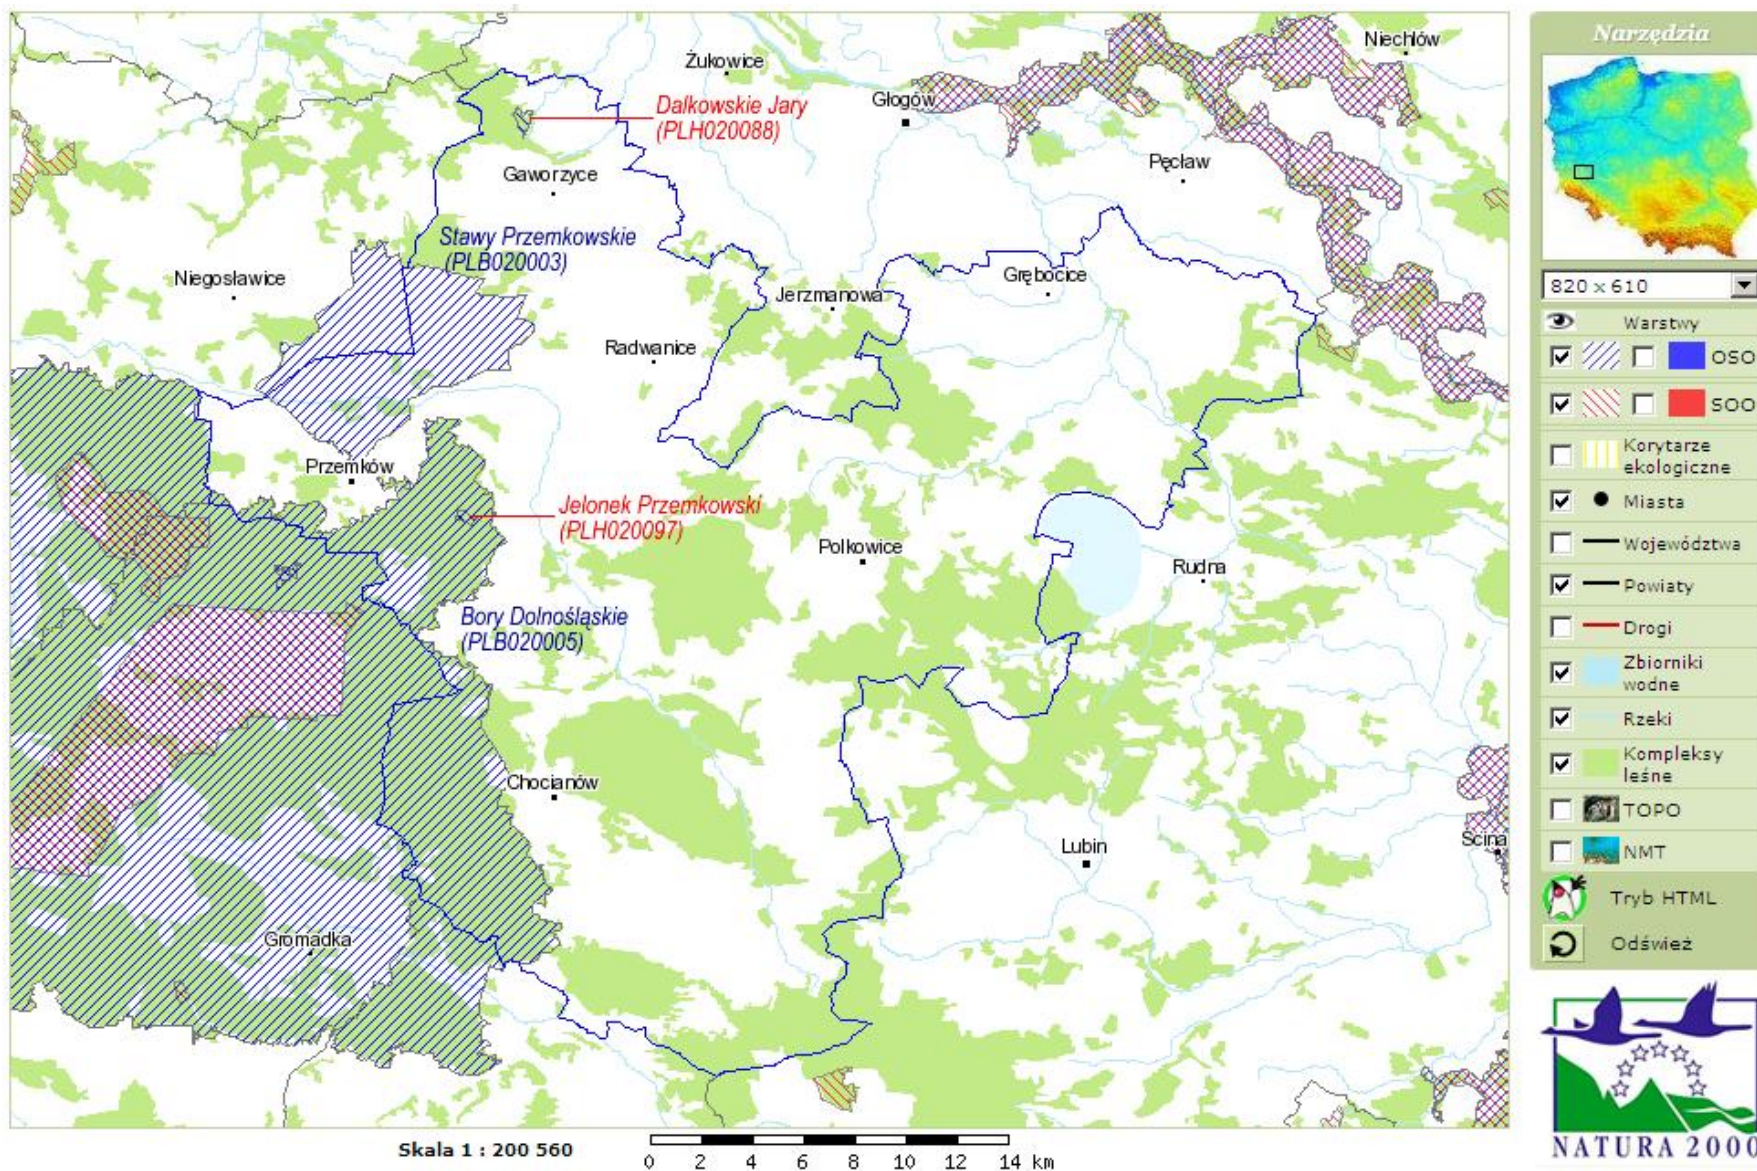 Niechlów
Żukowice
Dalkowskie Jary
(PLH020088)
Głogów
Pęcław
Gaworzyce
Stawy Przemkowskie
(PLB020003)
Niegosławice
Grębocice
Jerzmanowa
Radwanice
Przemków
Jelonek Przemkowski
(PLH020097)
Polkowice
Rudna
Bory Dolnośląskie
(PLB020005)
Chocianów
Lubin
Ścina
Gromadka
Skala 1 : 200 560
0 2 4 6 8 10 12 14 km
Narzędzia
820 x 610
Warstwy
OSO
SOO
Korytarze
ekologiczne
Miasta
Województwa
Powiaty
Drogi
Zbiorniki
wodne
Rzeki
Kompleksy
leśne
TOPO
NMT
Tryb HTML
Odśwież
NATURA 2000